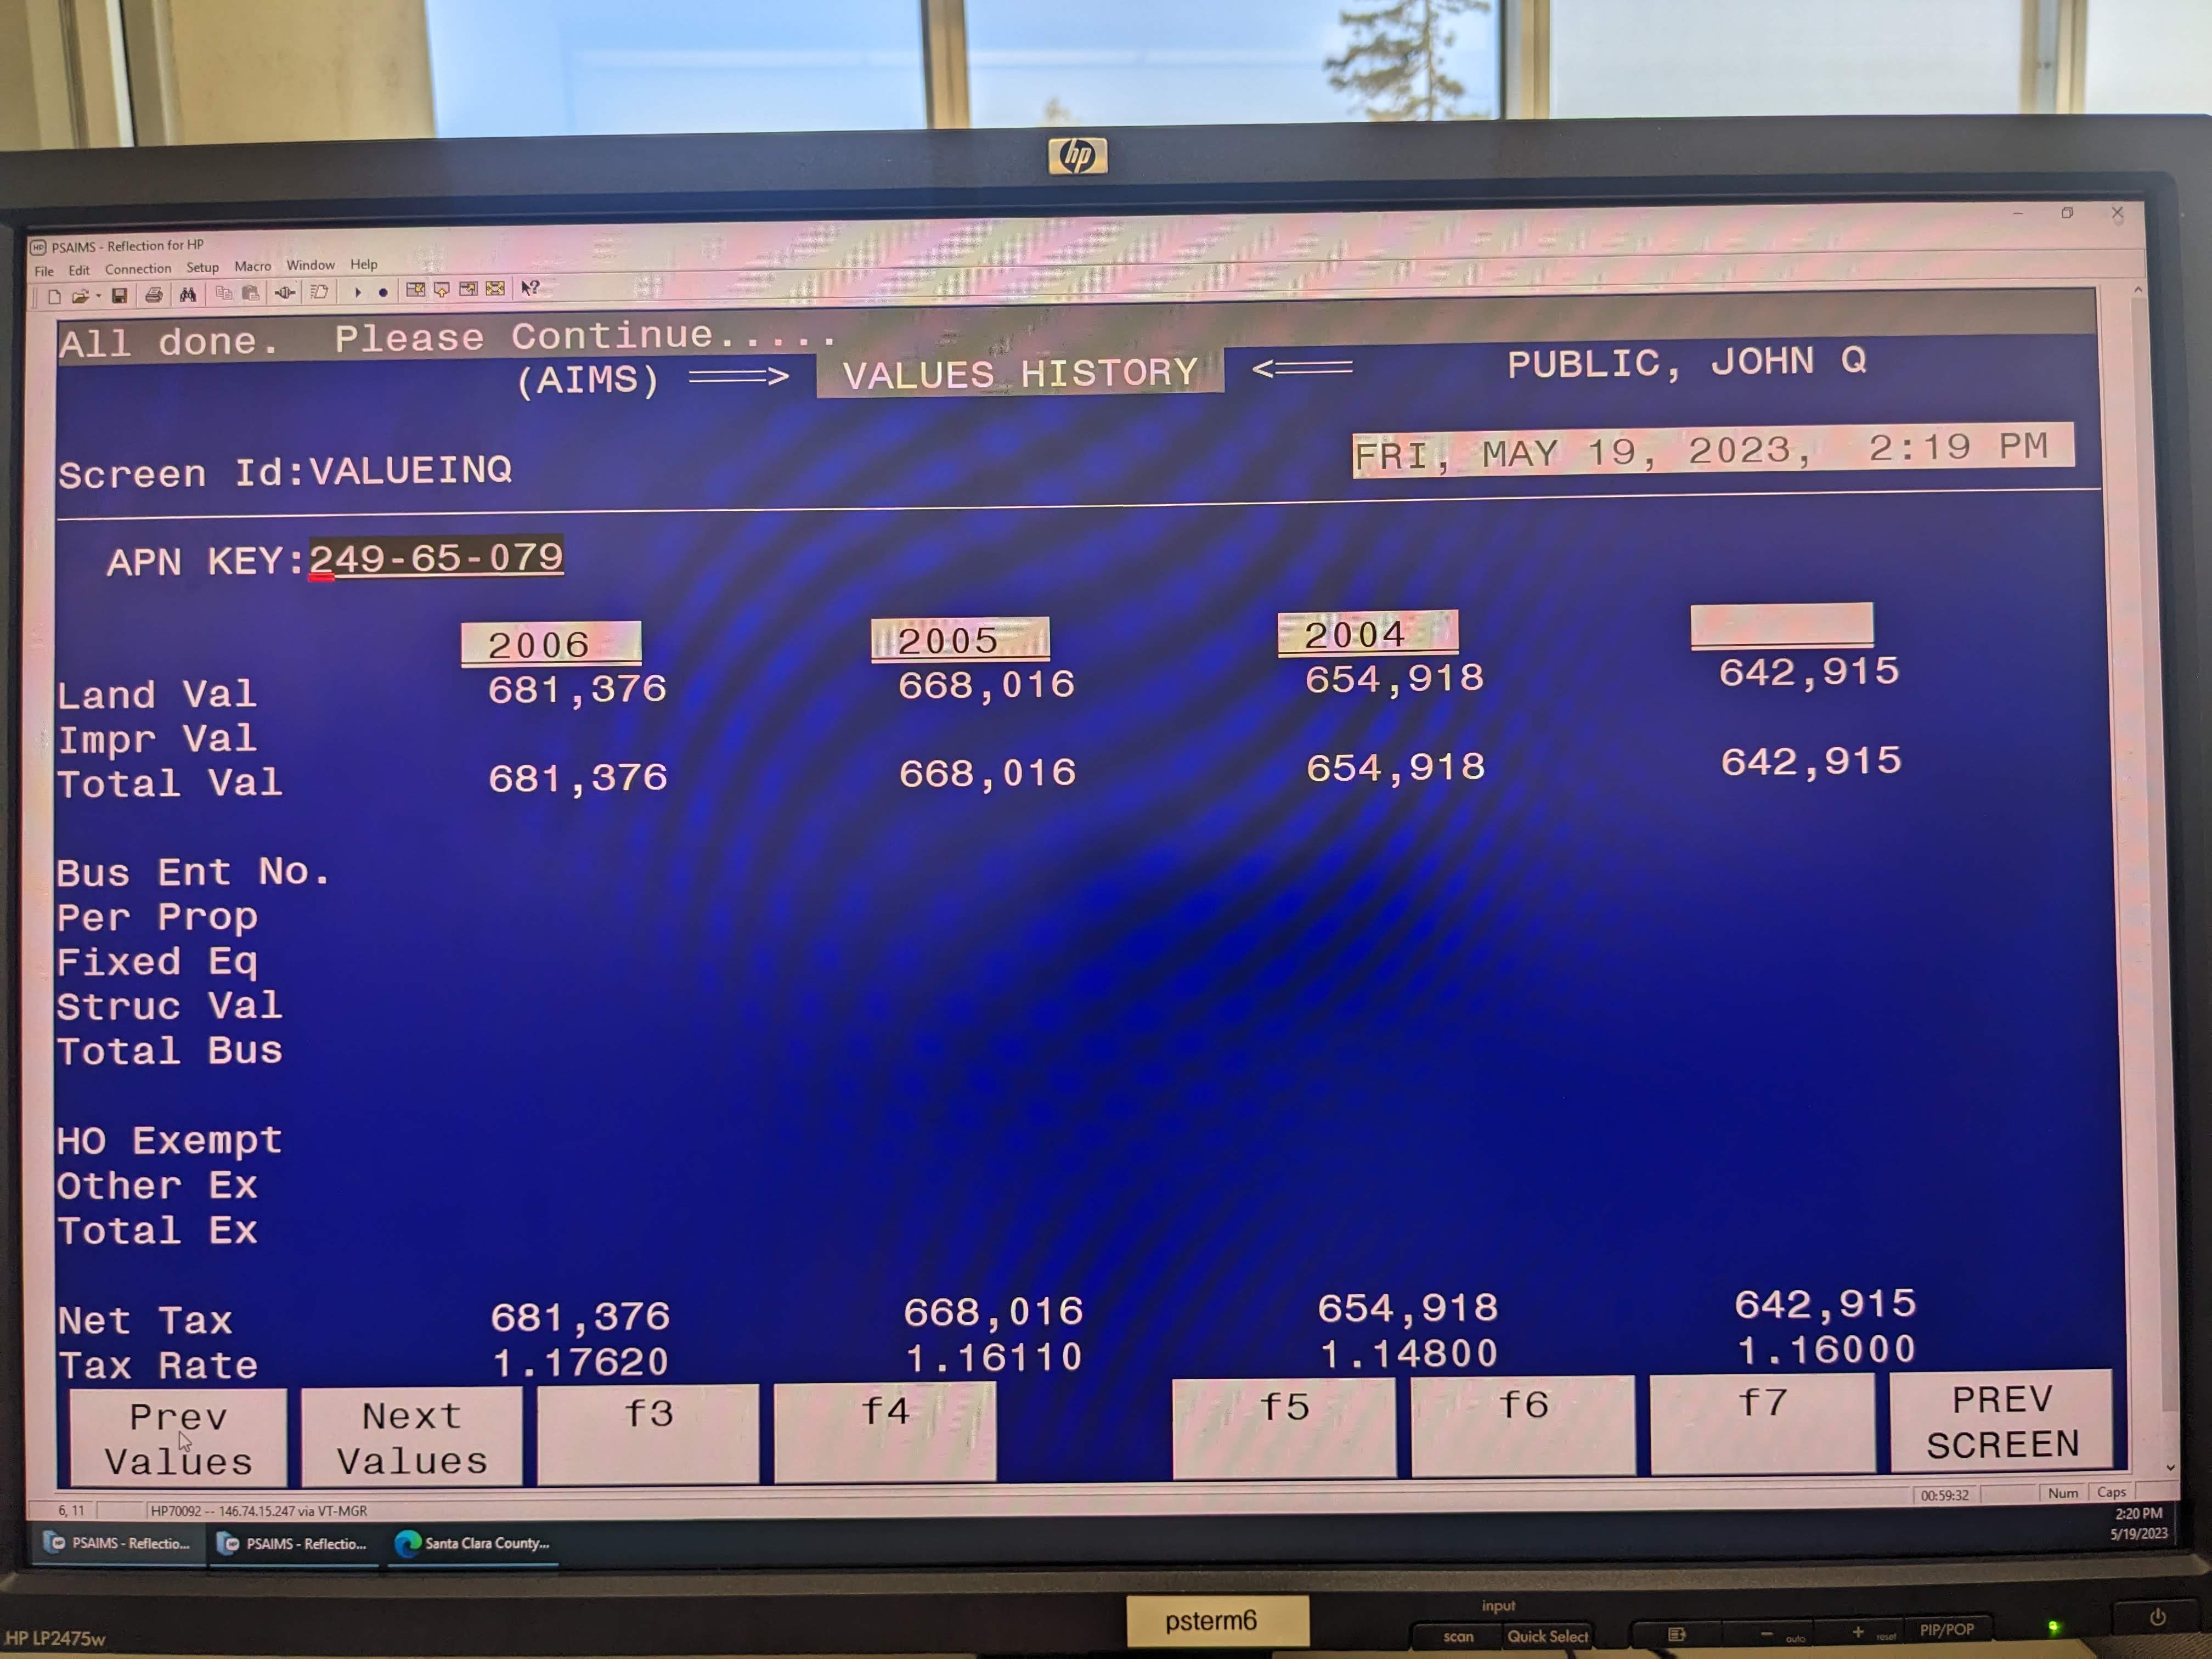 hp
PSAIMS - Reflection for HP
File Edit Connection Setup Macro Window Help
All done. Please Continue.....
(AIMS) ===> VALUES HISTORY <=== PUBLIC, JOHN Q
Screen Id:VALUEINQ FRI, MAY 19, 2023, 2:19 PM
APN KEY:249-65-079
2006 2005 2004
Land Val 681,376 668,016 654,918 642,915
Impr Val
Total Val 681,376 668,016 654,918 642,915
Bus Ent No.
Per Prop
Fixed Eq
Struc Val
Total Bus
HO Exempt
Other Ex
Total Ex
Net Tax 681,376 668,016 654,918 642,915
Tax Rate 1.17620 1.16110 1.14800 1.16000
Prev Values Next Values f3 f4 f5 f6 f7 PREV SCREEN
6, 11 HP70092 -- 146.74.15.247 via VT-MGR 00:59:32 Num Caps
PSAIMS - Reflectio... PSAIMS - Reflectio... Santa Clara County... 2:20 PM
5/19/2023
psterm6
input
HP LP2475w scan Quick Select - auto + reset PIP/POP